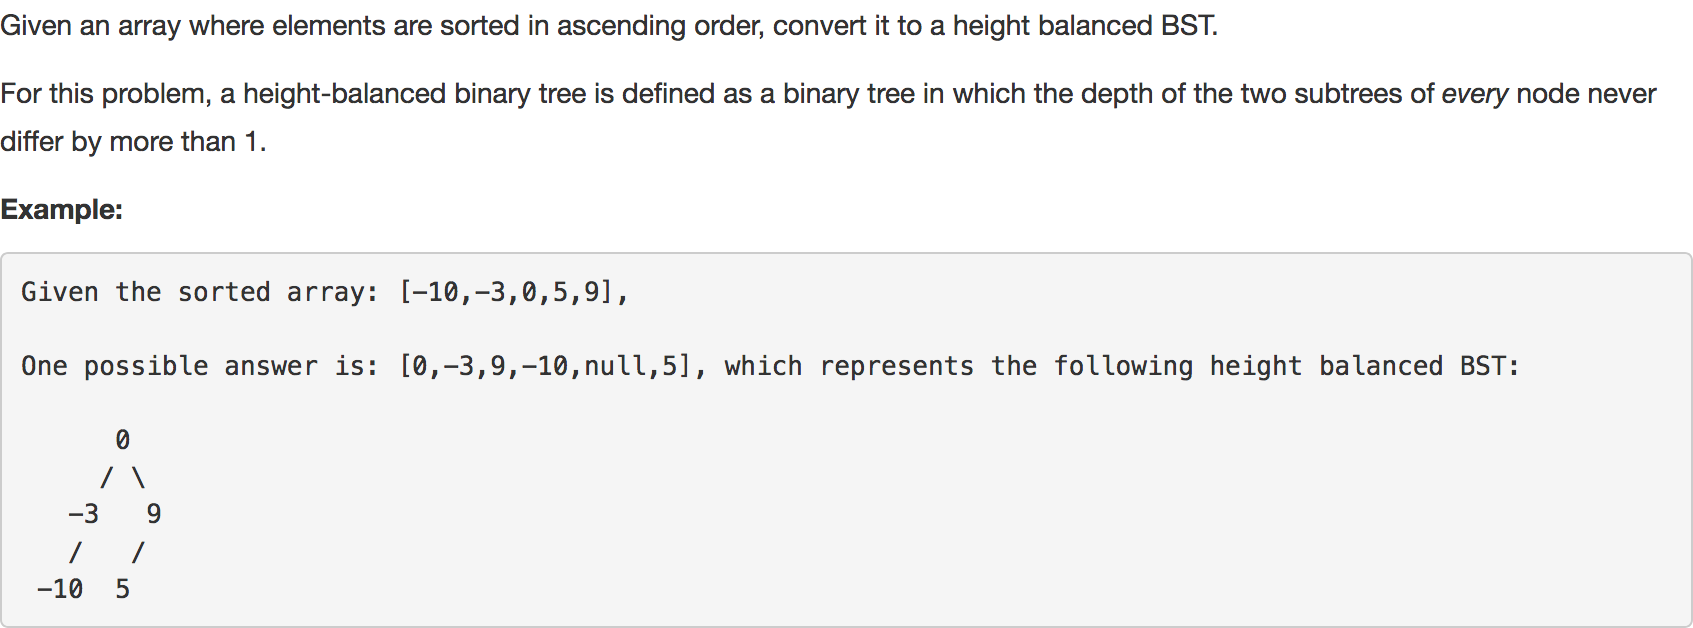 Given an array where elements are sorted in ascending order, convert it to a height balanced BST.
For this problem, a height-balanced binary tree is defined as a binary tree in which the depth of the two subtrees of every node never
differ by more than 1.
Example:
Given the sorted array: [-10,-3,0,5,9],
One possible answer is: [0,-3,9,-10,null,5], which represents the following height balanced BST:
      0
     / \
   -3   9
   /   /
 -10  5